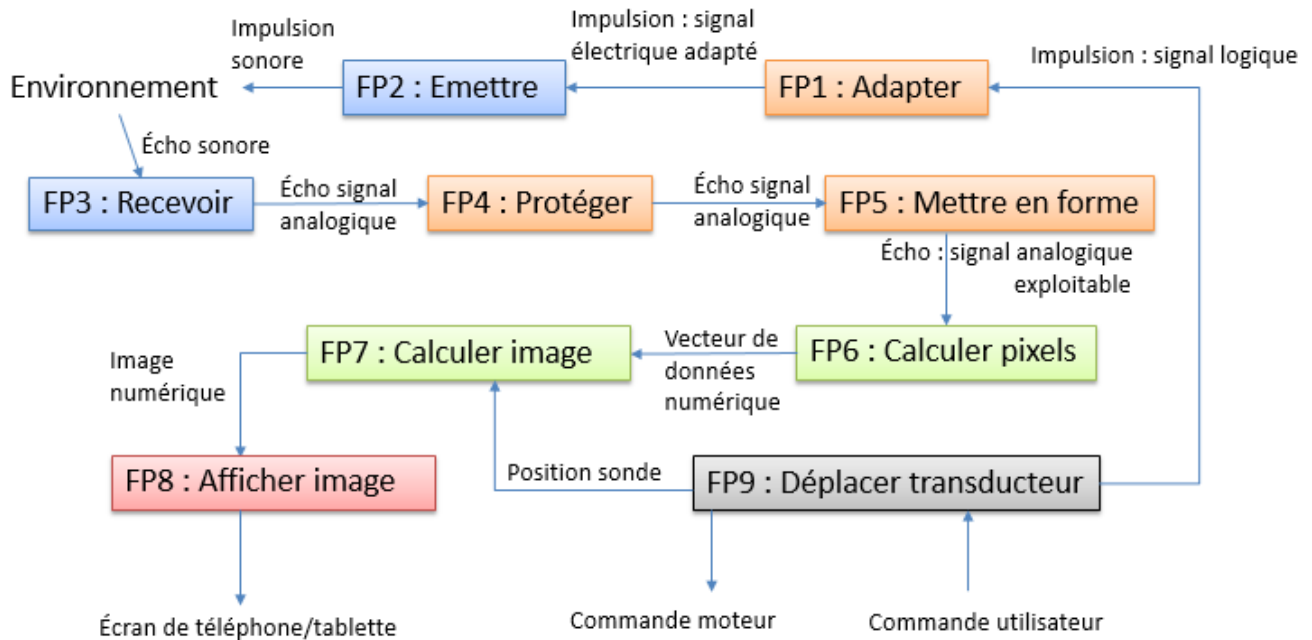 Impulsion : signal
électrique adapté
Impulsion
sonore
Impulsion : signal logique
Environnement
FP2 : Emettre
FP1 : Adapter
Écho sonore
FP3 : Recevoir
Écho signal
analogique
FP4 : Protéger
Écho signal
analogique
FP5 : Mettre en forme
Écho : signal analogique
exploitable
Image
numérique
FP7 : Calculer image
Vecteur de
données
numérique
FP6 : Calculer pixels
FP8 : Afficher image
Position sonde
FP9 : Déplacer transducteur
Écran de téléphone/tablette
Commande moteur
Commande utilisateur